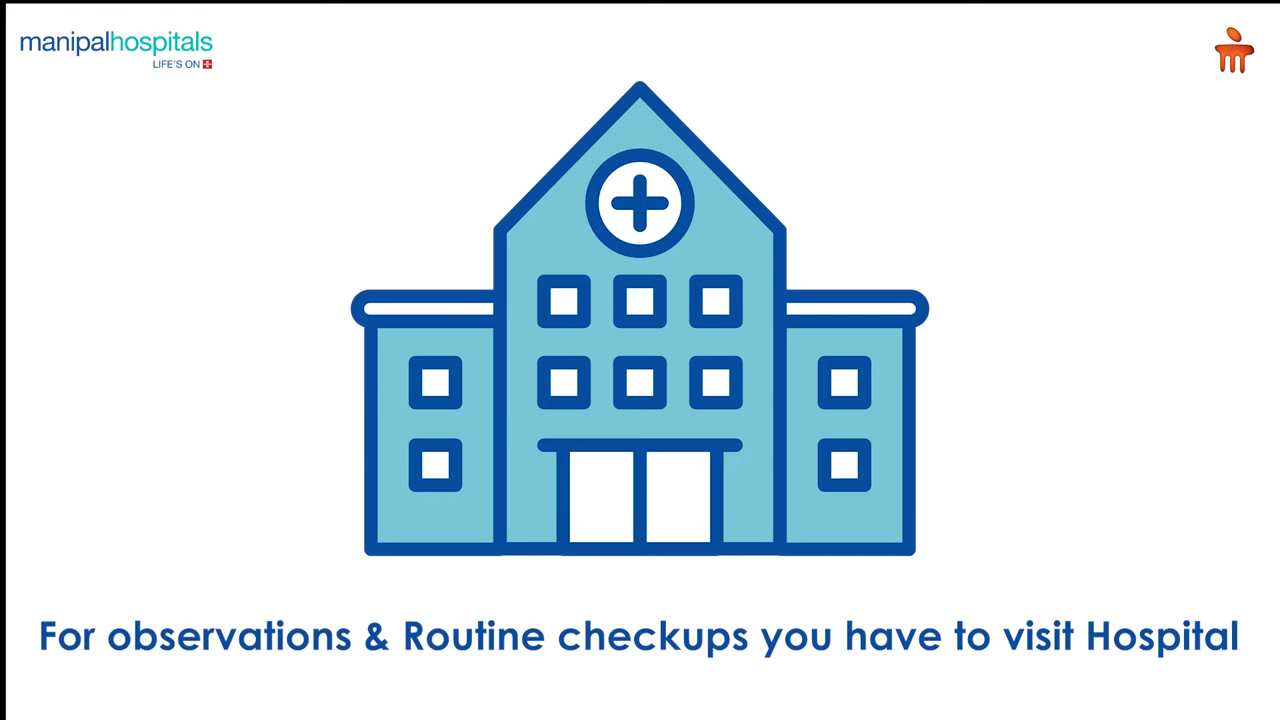 manipalhospitals
LIFE'S ON
For observations & Routine checkups you have to visit Hospital